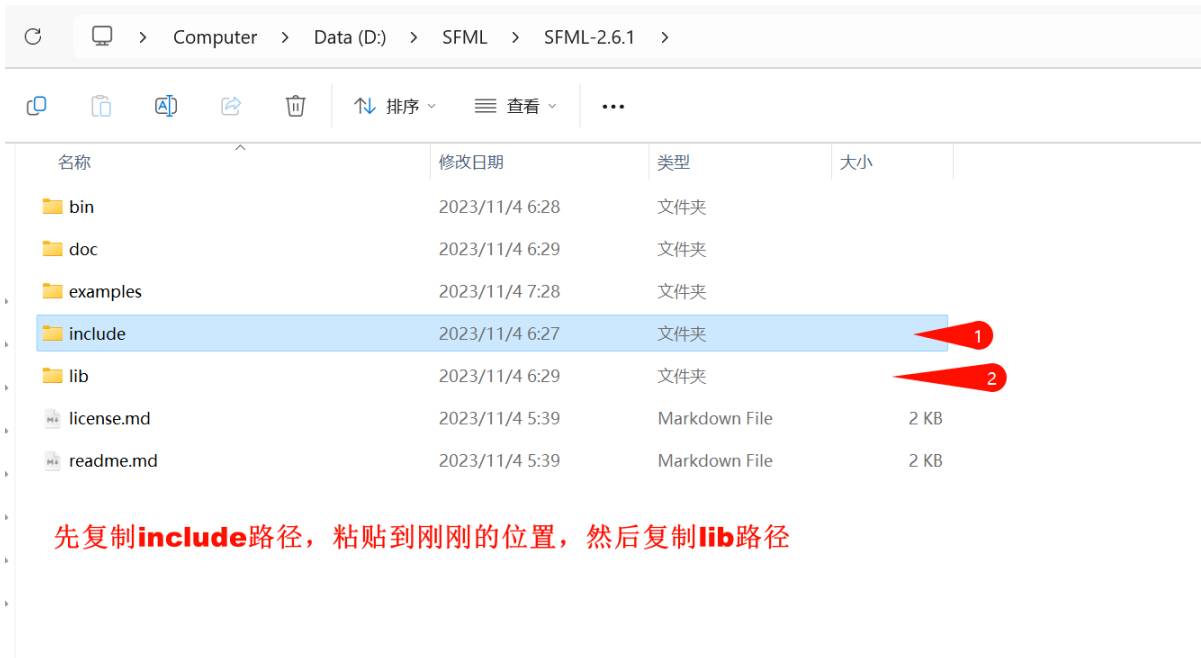 Computer > Data (D:) > SFML > SFML-2.6.1 >
排序 查看
名称 修改日期 类型 大小
bin 2023/11/4 6:28 文件夹
doc 2023/11/4 6:29 文件夹
examples 2023/11/4 7:28 文件夹
include 2023/11/4 6:27 文件夹 1
lib 2023/11/4 6:29 文件夹 2
license.md 2023/11/4 5:39 Markdown File 2 KB
readme.md 2023/11/4 5:39 Markdown File 2 KB
先复制include路径，粘贴到刚刚的位置，然后复制lib路径